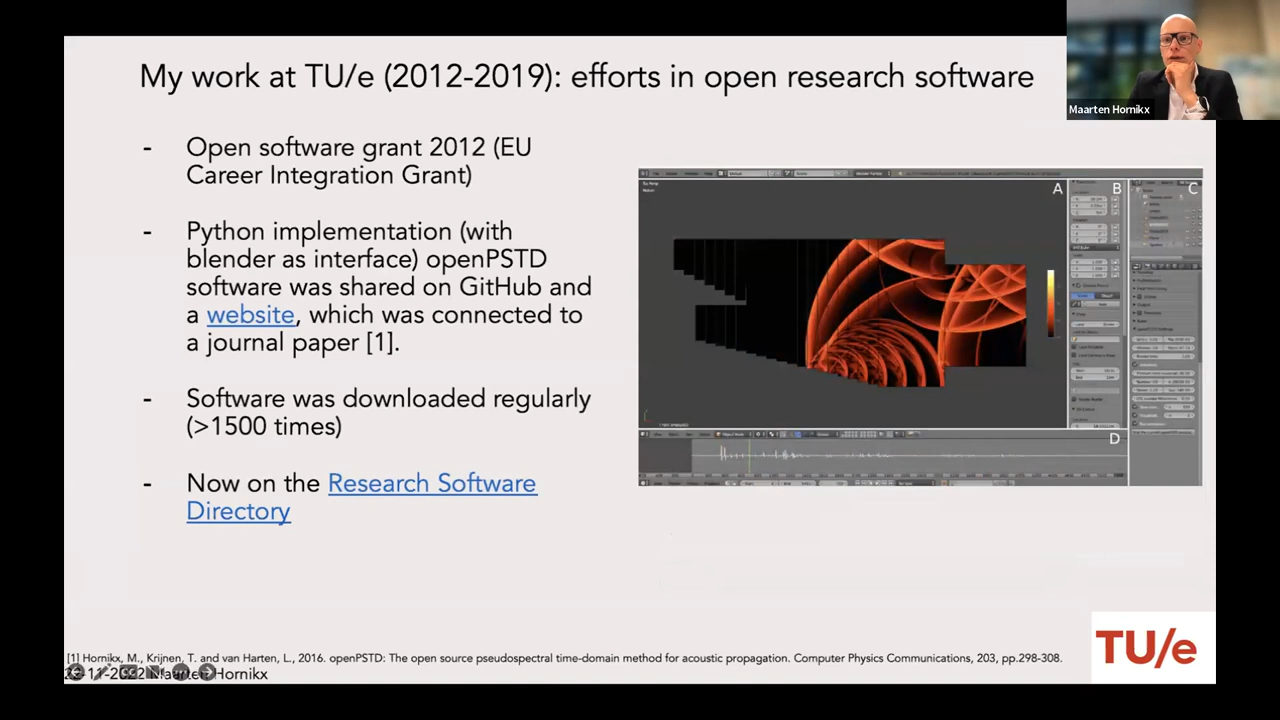 My work at TU/e (2012-2019): efforts in open research software
Maarten Hornikx
- Open software grant 2012 (EU
Career Integration Grant)
- Python implementation (with
blender as interface) openPSTD
software was shared on GitHub and
a website, which was connected to
a journal paper [1].
- Software was downloaded regularly
(>1500 times)
- Now on the Research Software
Directory
A
B
C
D
[1] Hornikx, M., Krijnen, T. and van Harten, L., 2016. openPSTD: The open source pseudospectral time-domain method for acoustic propagation. Computer Physics Communications, 203, pp.298-308.
-11-2022 Maarten Hornikx
TU/e